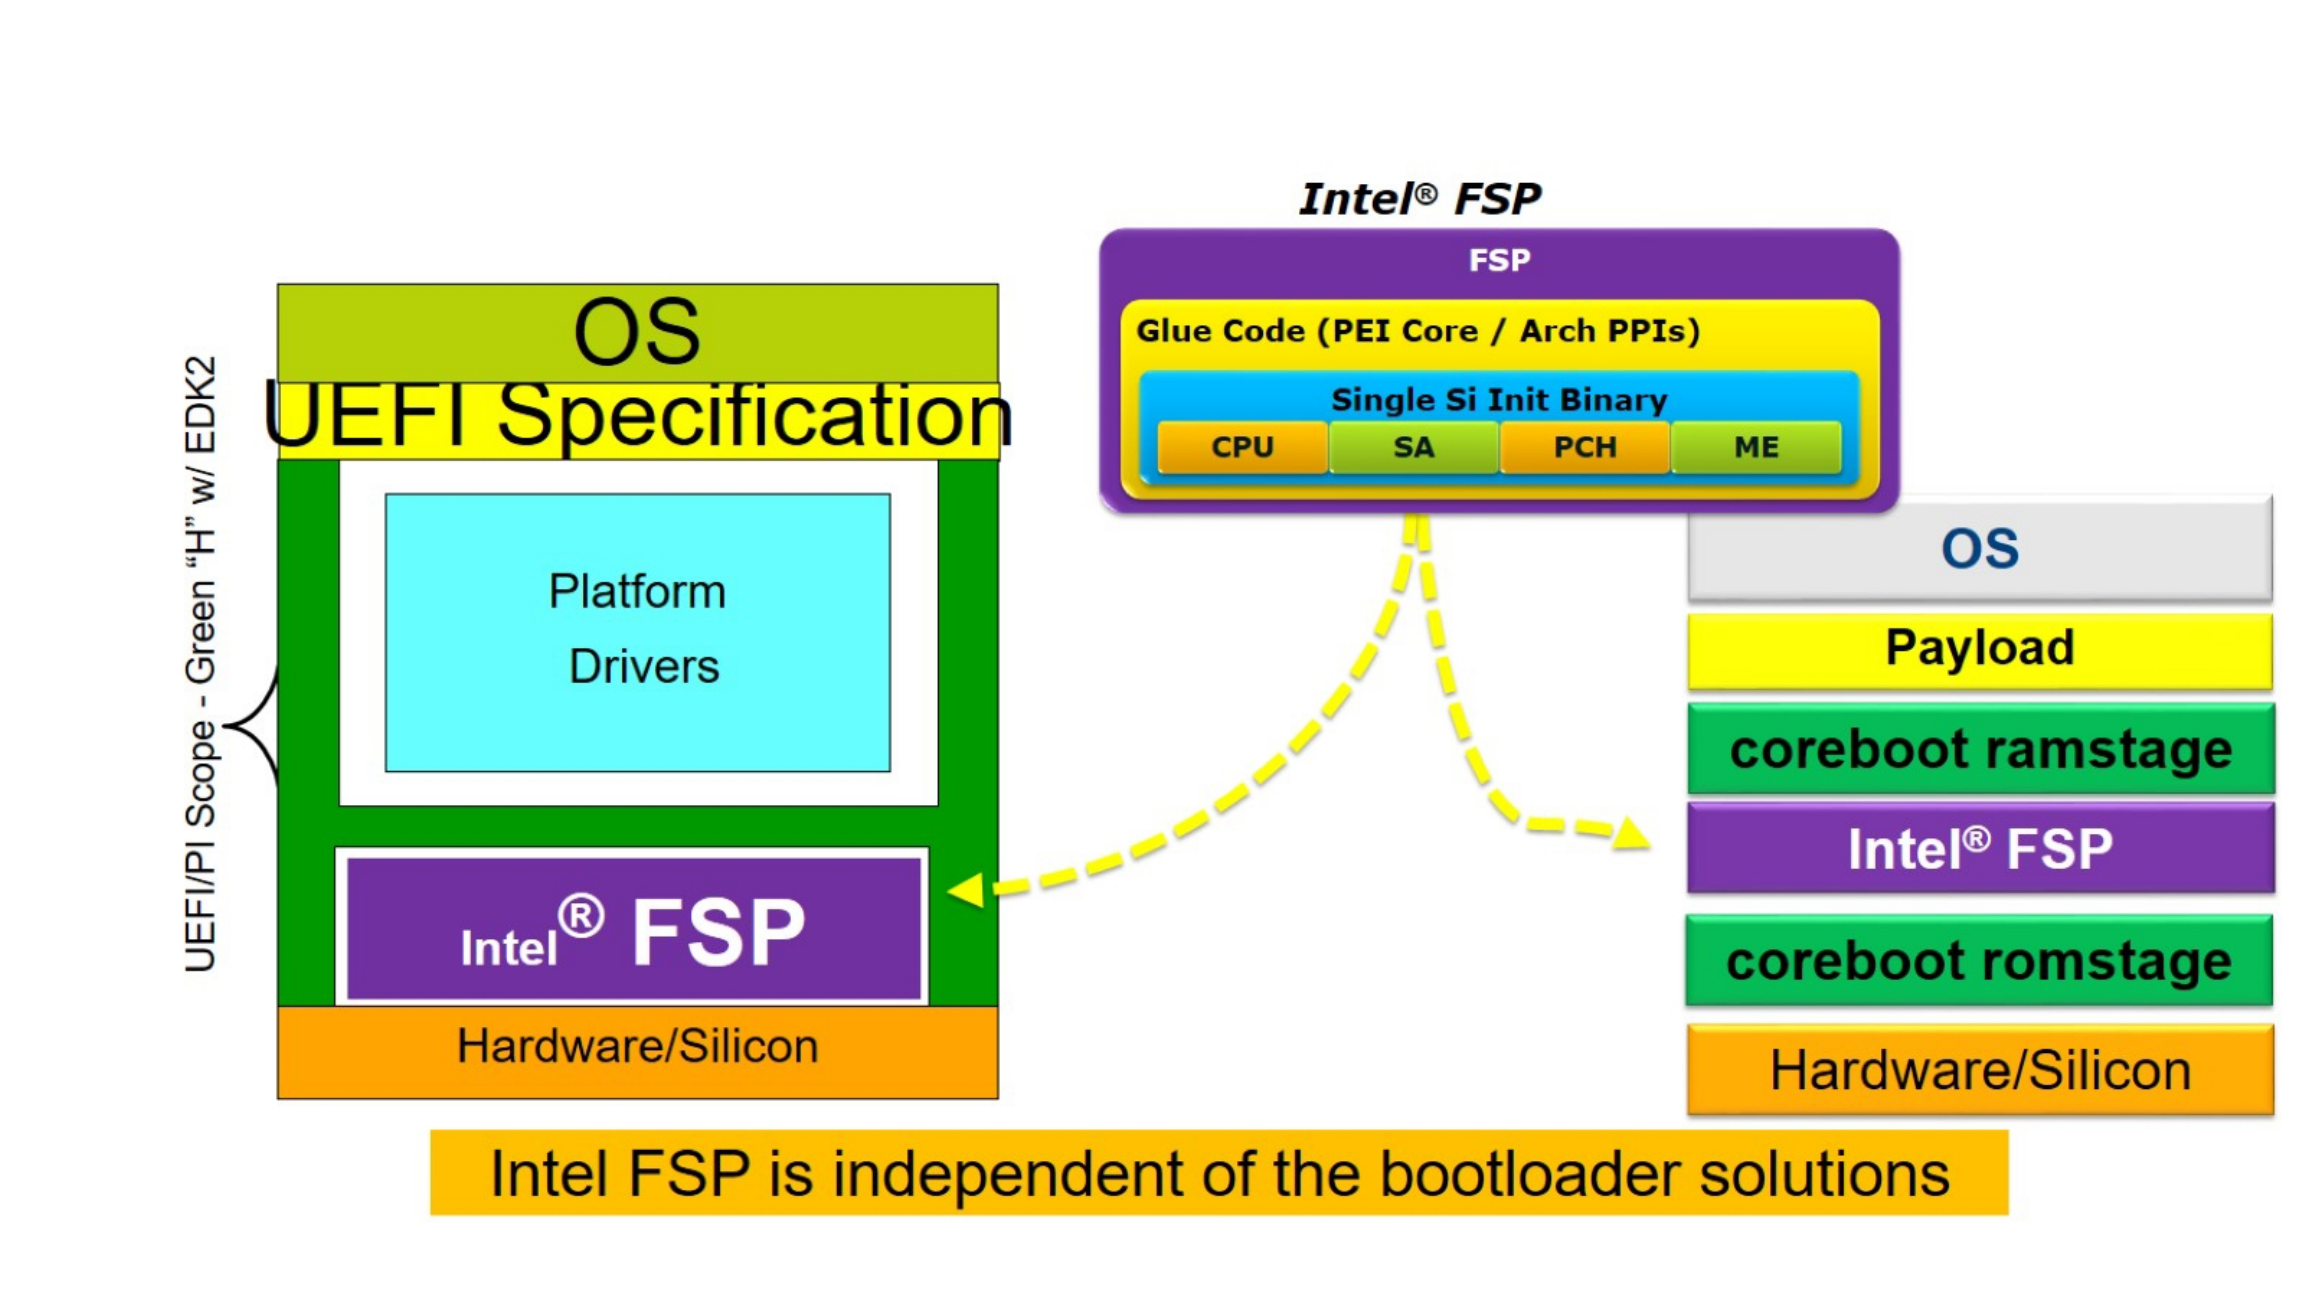 Intel® FSP
FSP
Glue Code (PEI Core / Arch PPIs)
Single Si Init Binary
CPU SA PCH ME
UEFI/PI Scope - Green “H” w/ EDK2
OS
UEFI Specification
Platform
Drivers
Intel® FSP
Hardware/Silicon
OS
Payload
coreboot ramstage
Intel® FSP
coreboot romstage
Hardware/Silicon
Intel FSP is independent of the bootloader solutions